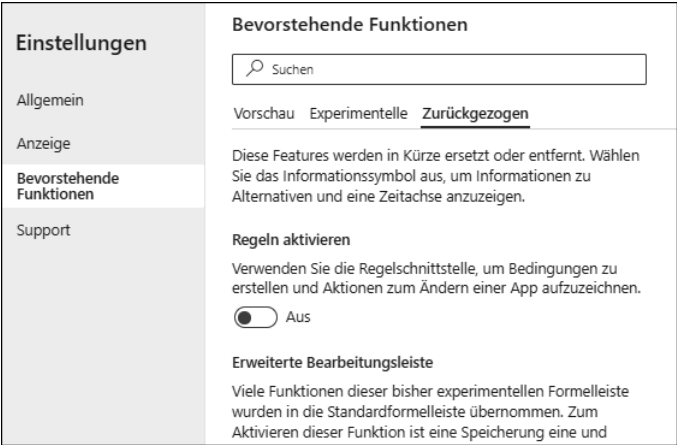 Einstellungen
Allgemein
Anzeige
Bevorstehende
Funktionen
Support
Bevorstehende Funktionen
Suchen
Vorschau Experimentelle Zurückgezogen
Diese Features werden in Kürze ersetzt oder entfernt. Wählen
Sie das Informationssymbol aus, um Informationen zu
Alternativen und eine Zeitachse anzuzeigen.
Regeln aktivieren
Verwenden Sie die Regelschnittstelle, um Bedingungen zu
erstellen und Aktionen zum Ändern einer App aufzuzeichnen.
Aus
Erweiterte Bearbeitungsleiste
Viele Funktionen dieser bisher experimentellen Formelleiste
wurden in die Standardformelleiste übernommen. Zum
Aktivieren dieser Funktion ist eine Speicherung eine und